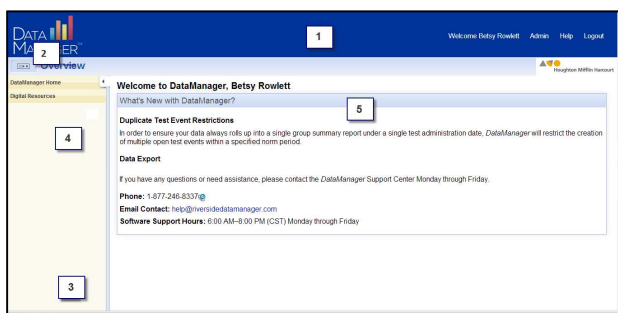 DATA
MANAGER™
1
Welcome Betsy Rowlett Admin Help Logout
2
Overview
Houghton Mifflin Harcourt
DataManager Home
Digital Resources
Welcome to DataManager, Betsy Rowlett
What's New with DataManager?
5
Duplicate Test Event Restrictions
In order to ensure your data always rolls up into a single group summary report under a single test administration date, DataManager will restrict the creation
of multiple open test events within a specified norm period.
4
Data Export
If you have any questions or need assistance, please contact the DataManager Support Center Monday through Friday.
Phone: 1-877-246-8337
Email Contact: help@riversidedatamanager.com
Software Support Hours: 6:00 AM–8:00 PM (CST) Monday through Friday
3